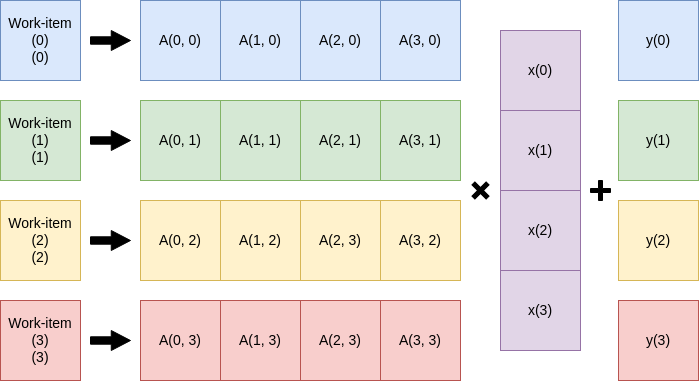 Work-item
(0)
(0)
A(0, 0) A(1, 0) A(2, 0) A(3, 0)
x(0)
y(0)
Work-item
(1)
(1)
A(0, 1) A(1, 1) A(2, 1) A(3, 1)
x(1)
y(1)
×
+
Work-item
(2)
(2)
A(0, 2) A(1, 2) A(2, 3) A(3, 2)
x(2)
y(2)
Work-item
(3)
(3)
A(0, 3) A(1, 3) A(2, 3) A(3, 3)
x(3)
y(3)